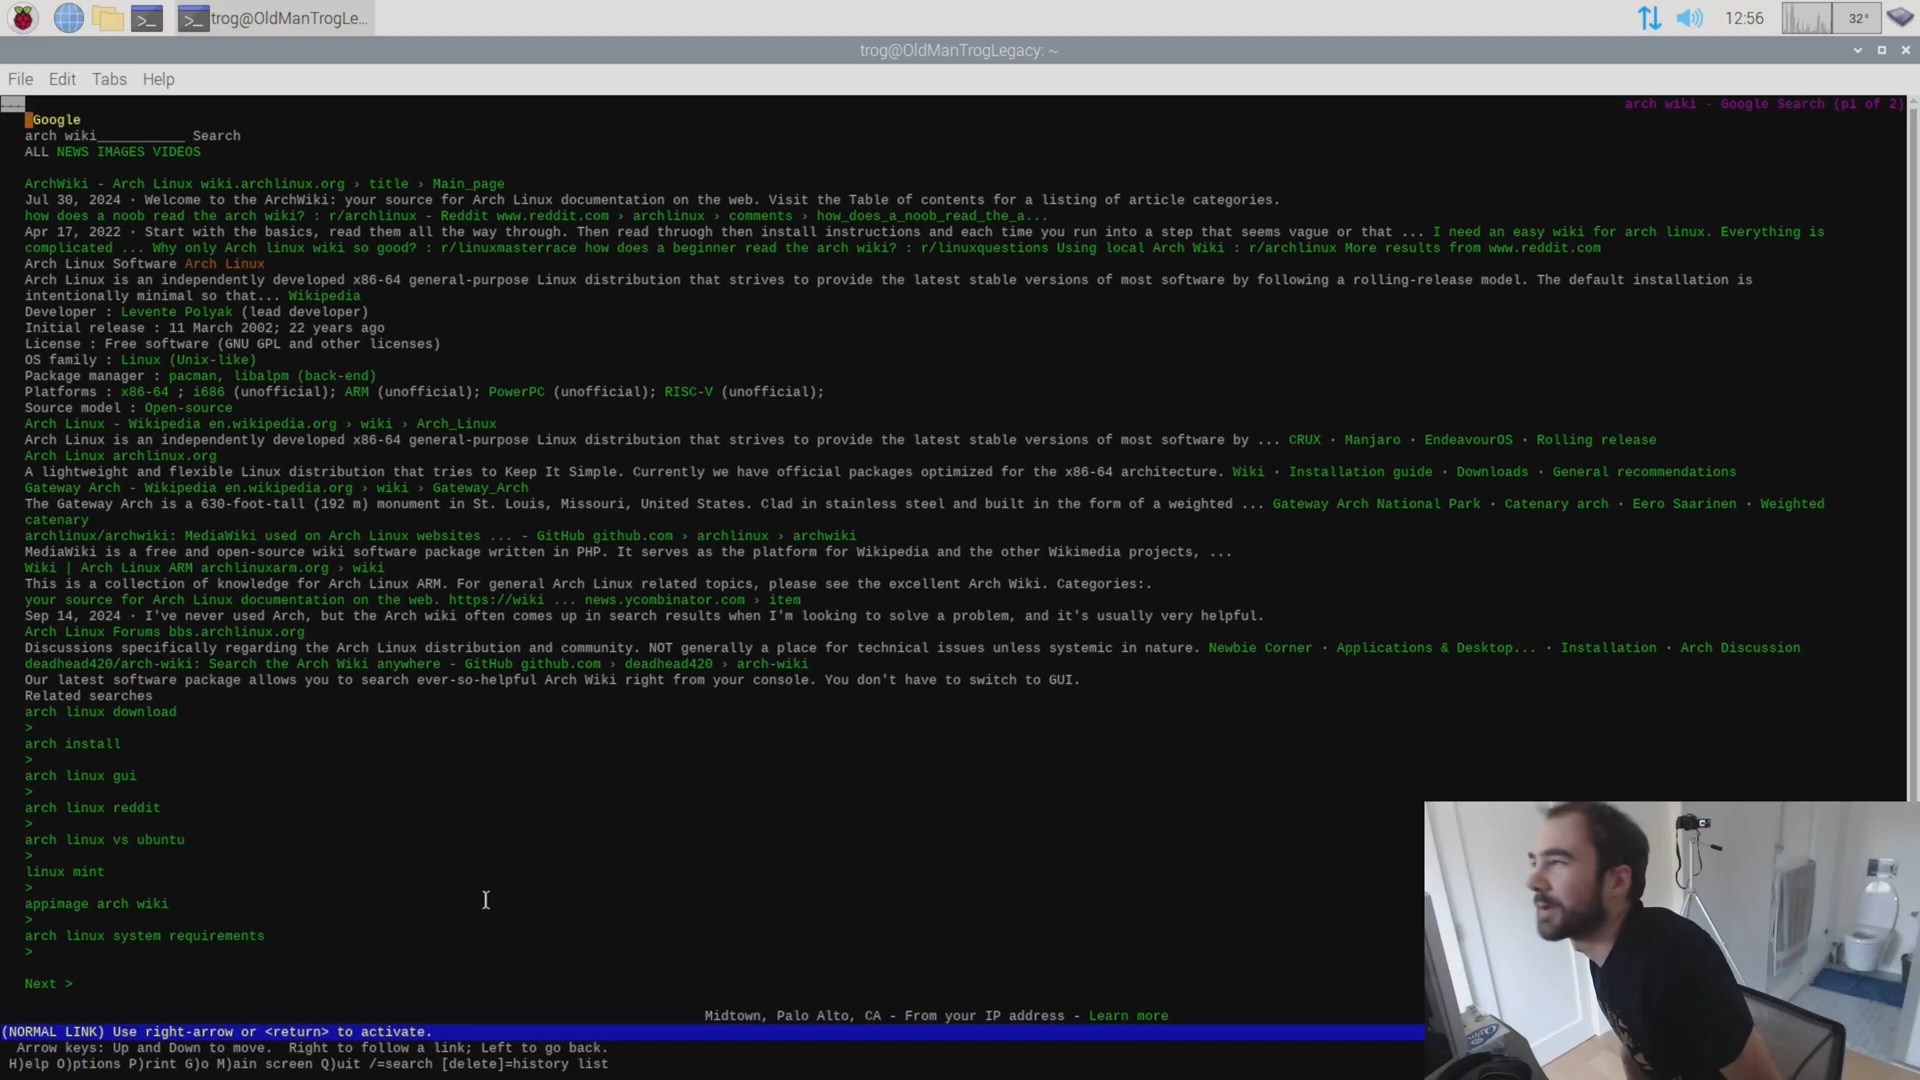 trog@OldManTrogLe...
12:56
32°
trog@OldManTrogLegacy: ~
File Edit Tabs Help
arch wiki - Google Search (p1 of 2)
Google
arch wiki___________ Search
ALL NEWS IMAGES VIDEOS
ArchWiki - Arch Linux wiki.archlinux.org › title › Main_page
Jul 30, 2024 · Welcome to the ArchWiki: your source for Arch Linux documentation on the web. Visit the Table of contents for a listing of article categories.
how does a noob read the arch wiki? : r/archlinux - Reddit www.reddit.com › archlinux › comments › how_does_a_noob_read_the_a...
Apr 17, 2022 · Start with the basics, read them all the way through. Then read thruogh then install instructions and each time you run into a step that seems vague or that ... I need an easy wiki for arch linux. Everything is
complicated ... Why only Arch linux wiki so good? : r/linuxmasterrace how does a beginner read the arch wiki? : r/linuxquestions Using local Arch Wiki : r/archlinux More results from www.reddit.com
Arch Linux Software Arch Linux
Arch Linux is an independently developed x86-64 general-purpose Linux distribution that strives to provide the latest stable versions of most software by following a rolling-release model. The default installation is
intentionally minimal so that... Wikipedia
Developer : Levente Polyak (lead developer)
Initial release : 11 March 2002; 22 years ago
License : Free software (GNU GPL and other licenses)
OS family : Linux (Unix-like)
Package manager : pacman, libalpm (back-end)
Platforms : x86-64 ; i686 (unofficial); ARM (unofficial); PowerPC (unofficial); RISC-V (unofficial);
Source model : Open-source
Arch Linux - Wikipedia en.wikipedia.org › wiki › Arch_Linux
Arch Linux is an independently developed x86-64 general-purpose Linux distribution that strives to provide the latest stable versions of most software by ... CRUX · Manjaro · EndeavourOS · Rolling release
Arch Linux archlinux.org
A lightweight and flexible Linux distribution that tries to Keep It Simple. Currently we have official packages optimized for the x86-64 architecture. Wiki · Installation guide · Downloads · General recommendations
Gateway Arch - Wikipedia en.wikipedia.org › wiki › Gateway_Arch
The Gateway Arch is a 630-foot-tall (192 m) monument in St. Louis, Missouri, United States. Clad in stainless steel and built in the form of a weighted ... Gateway Arch National Park · Catenary arch · Eero Saarinen · Weighted
catenary
archlinux/archwiki: MediaWiki used on Arch Linux websites ... - GitHub github.com › archlinux › archwiki
MediaWiki is a free and open-source wiki software package written in PHP. It serves as the platform for Wikipedia and the other Wikimedia projects, ...
Wiki | Arch Linux ARM archlinuxarm.org › wiki
This is a collection of knowledge for Arch Linux ARM. For general Arch Linux related topics, please see the excellent Arch Wiki. Categories:.
your source for Arch Linux documentation on the web. https://wiki ... news.ycombinator.com › item
Sep 14, 2024 · I've never used Arch, but the Arch wiki often comes up in search results when I'm looking to solve a problem, and it's usually very helpful.
Arch Linux Forums bbs.archlinux.org
Discussions specifically regarding the Arch Linux distribution and community. NOT generally a place for technical issues unless systemic in nature. Newbie Corner · Applications & Desktop... · Installation · Arch Discussion
deadhead420/arch-wiki: Search the Arch Wiki anywhere - GitHub github.com › deadhead420 › arch-wiki
Our latest software package allows you to search ever-so-helpful Arch Wiki right from your console. You don't have to switch to GUI.
Related searches
arch linux download
>
arch install
>
arch linux gui
>
arch linux reddit
>
arch linux vs ubuntu
>
linux mint
>
appimage arch wiki
>
arch linux system requirements
>
Next >
Midtown, Palo Alto, CA - From your IP address - Learn more
(NORMAL LINK) Use right-arrow or <return> to activate.
Arrow keys: Up and Down to move. Right to follow a link; Left to go back.
H)elp O)ptions P)rint G)o M)ain screen Q)uit /=search [delete]=history list